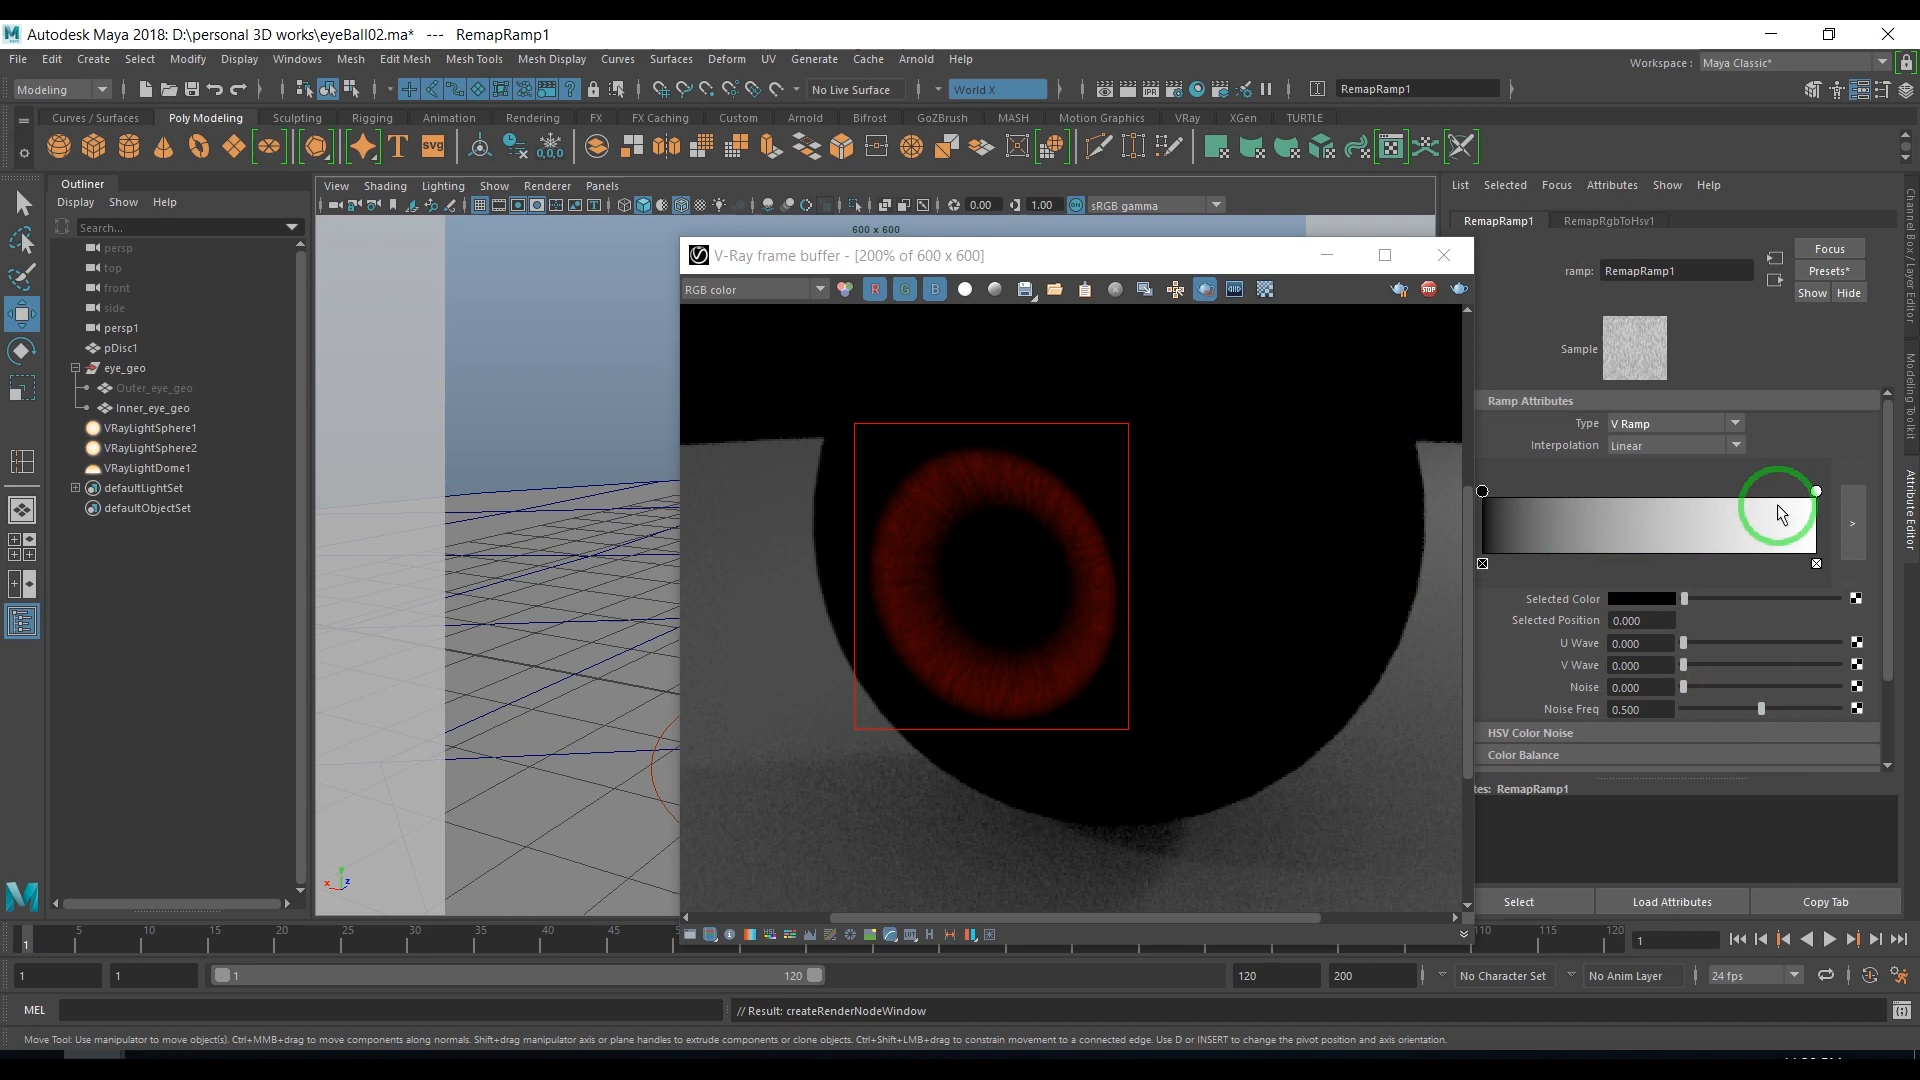 Autodesk Maya 2018: D:\personal 3D works\eyeBall02.ma* --- RemapRamp1
File Edit Create Select Modify Display Windows Mesh Edit Mesh Mesh Tools Mesh Display Curves Surfaces Deform UV Generate Cache Arnold Help
Workspace : Maya Classic*
Modeling No Live Surface World X RemapRamp1
Curves / Surfaces Poly Modeling Sculpting Rigging Animation Rendering FX FX Caching Custom Arnold Bifrost GoZBrush MASH Motion Graphics VRay XGen TURTLE
Outliner
Display Show Help
Search...
persp
top
front
side
persp1
pDisc1
eye_geo
Outer_eye_geo
Inner_eye_geo
VRayLightSphere1
VRayLightSphere2
VRayLightDome1
defaultLightSet
defaultObjectSet
View Shading Lighting Show Renderer Panels
0.00 1.00 sRGB gamma
600 x 600
V-Ray frame buffer - [200% of 600 x 600]
RGB color R G B STOP
List Selected Focus Attributes Show Help
RemapRamp1 RemapRgbToHsv1
Focus
ramp: RemapRamp1 Presets*
Show Hide
Sample
Ramp Attributes
Type V Ramp
Interpolation Linear
>
Selected Color
Selected Position 0.000
U Wave 0.000
V Wave 0.000
Noise 0.000
Noise Freq 0.500
HSV Color Noise
Color Balance
tes: RemapRamp1
Select Load Attributes Copy Tab
Channel Box / Layer Editor
Modeling Toolkit
Attribute Editor
1 5 10 15 20 25 30 35 40 45 110 115 120 1
1 1 1 120 120 200 No Character Set No Anim Layer 24 fps
MEL // Result: createRenderNodeWindow
Move Tool: Use manipulator to move object(s). Ctrl+MMB+drag to move components along normals. Shift+drag manipulator axis or plane handles to extrude components or clone objects. Ctrl+Shift+LMB+drag to constrain movement to a connected edge. Use D or INSERT to change the pivot position and axis orientation.